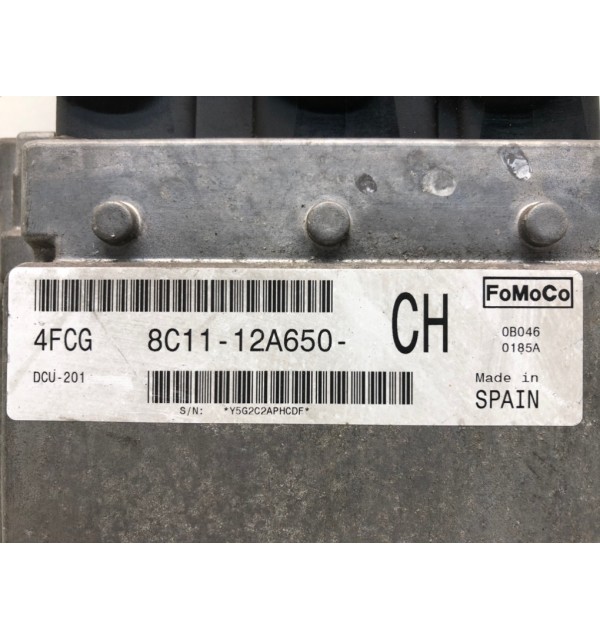 FoMoCo
4FCG 8C11-12A650- CH
0B046
0185A
DCU-201
Made in
SPAIN
S/N: *Y5G2C2APHCDF*